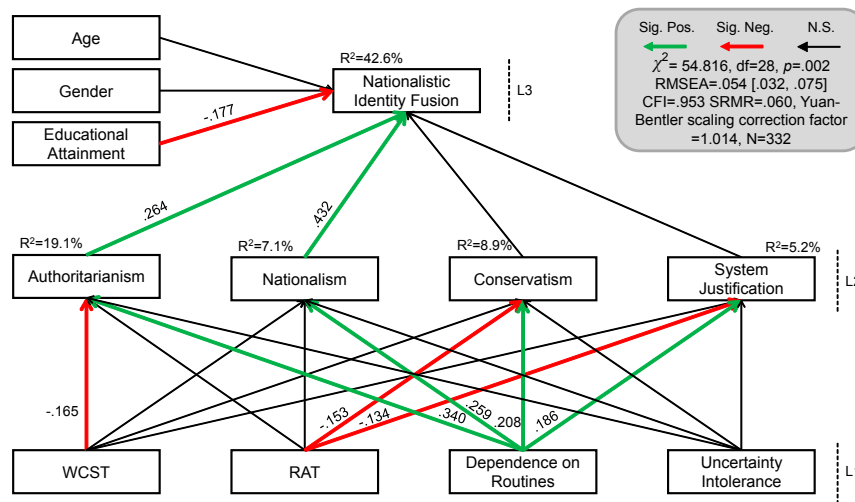 Age
Gender
Educational
Attainment
-.177
R²=42.6%
Nationalistic
Identity Fusion
L3
Sig. Pos. Sig. Neg. N.S.
χ²= 54.816, df=28, p=.002
RMSEA=.054 [.032, .075]
CFI=.953 SRMR=.060, Yuan-
Bentler scaling correction factor
=1.014, N=332
.264
.432
R²=19.1%
Authoritarianism
R²=7.1%
Nationalism
R²=8.9%
Conservatism
R²=5.2%
System
Justification
-.165
-.153
-.134
.340
.259
.208
.186
WCST
RAT
Dependence on
Routines
Uncertainty
Intolerance